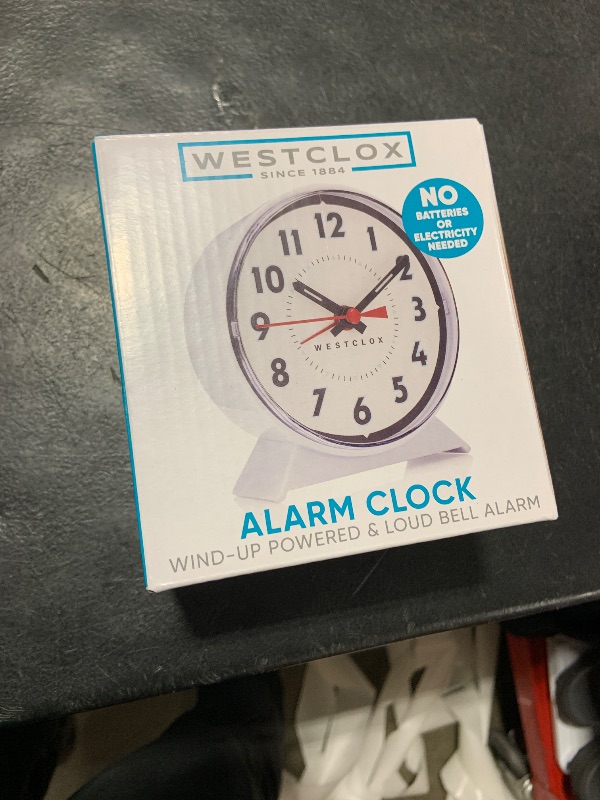 WESTCLOX
SINCE 1884
NO
BATTERIES
OR
ELECTRICITY
NEEDED
12
1
2
3
4
5
6
7
8
9
10
11
WESTCLOX
ALARM CLOCK
WIND-UP POWERED & LOUD BELL ALARM